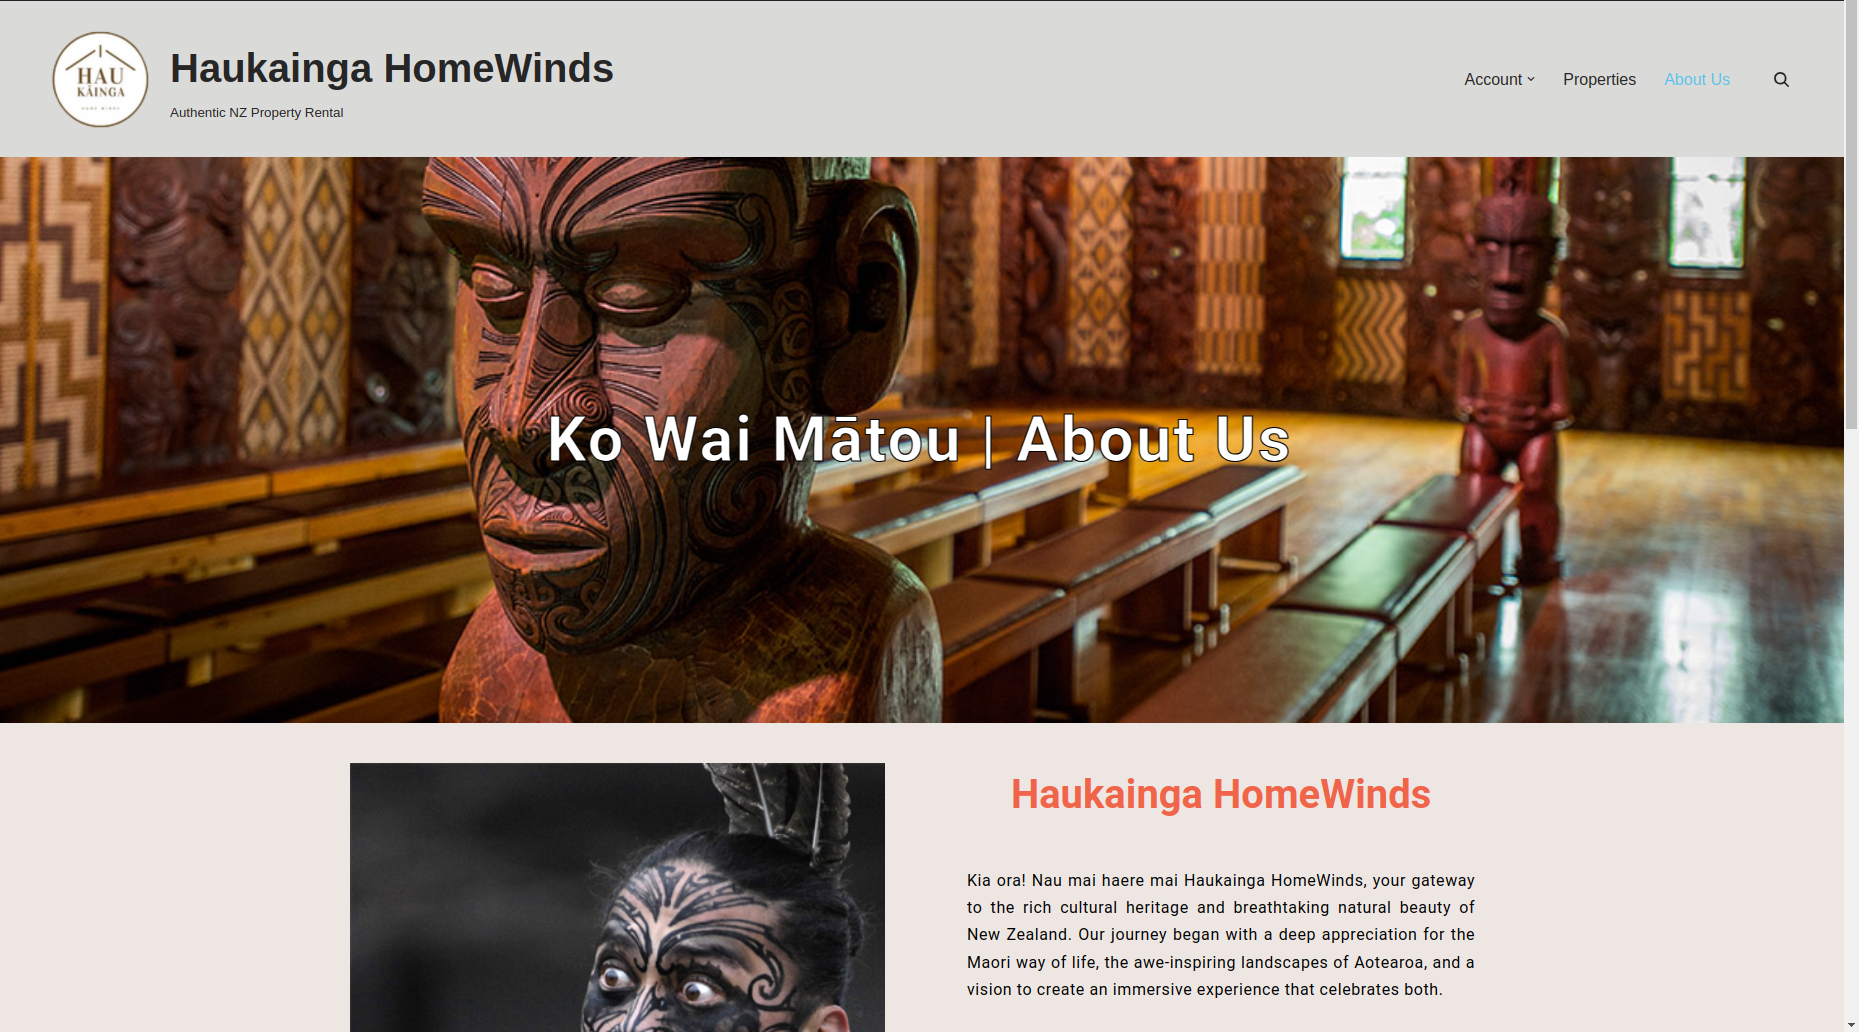 HAU
KĀINGA
HOME WINDS
Haukainga HomeWinds
Authentic NZ Property Rental
Account
Properties
About Us
Ko Wai Mātou | About Us
Haukainga HomeWinds
Kia ora! Nau mai haere mai Haukainga HomeWinds, your gateway
to the rich cultural heritage and breathtaking natural beauty of
New Zealand. Our journey began with a deep appreciation for the
Maori way of life, the awe-inspiring landscapes of Aotearoa, and a
vision to create an immersive experience that celebrates both.